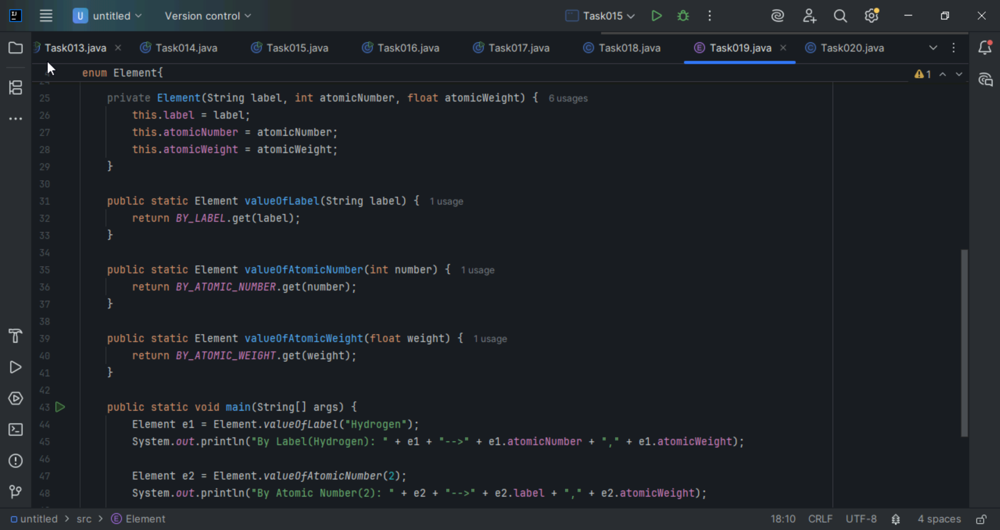 U untitled Version control Task015
Task013.java Task014.java Task015.java Task016.java Task017.java Task018.java Task019.java Task020.java
enum Element{ 1
25 private Element(String label, int atomicNumber, float atomicWeight) { 6 usages
26 this.label = label;
27 this.atomicNumber = atomicNumber;
28 this.atomicWeight = atomicWeight;
29 }
30
31 public static Element valueOfLabel(String label) { 1 usage
32 return BY_LABEL.get(label);
33 }
34
35 public static Element valueOfAtomicNumber(int number) { 1 usage
36 return BY_ATOMIC_NUMBER.get(number);
37 }
38
39 public static Element valueOfAtomicWeight(float weight) { 1 usage
40 return BY_ATOMIC_WEIGHT.get(weight);
41 }
42
43 public static void main(String[] args) {
44 Element e1 = Element.valueOfLabel("Hydrogen");
45 System.out.println("By Label(Hydrogen): " + e1 + "-->" + e1.atomicNumber + "," + e1.atomicWeight);
46
47 Element e2 = Element.valueOfAtomicNumber(2);
48 System.out.println("By Atomic Number(2): " + e2 + "-->" + e2.label + "," + e2.atomicWeight);
untitled > src > E Element 18:10 CRLF UTF-8 4 spaces